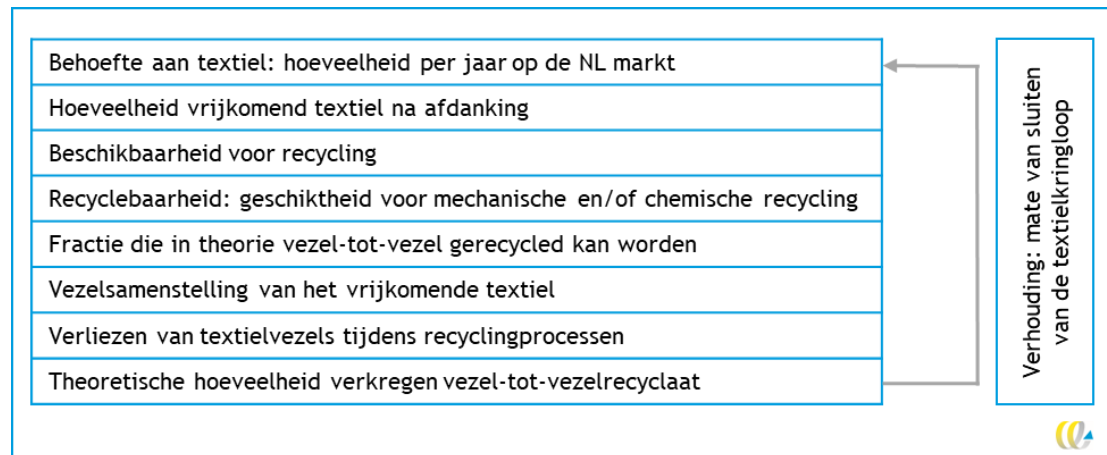 Behoefte aan textiel: hoeveelheid per jaar op de NL markt
Hoeveelheid vrijkomend textiel na afdanking
Beschikbaarheid voor recycling
Recyclebaarheid: geschiktheid voor mechanische en/of chemische recycling
Fractie die in theorie vezel-tot-vezel gerecycled kan worden
Vezelsamenstelling van het vrijkomende textiel
Verliezen van textielvezels tijdens recyclingprocessen
Theoretische hoeveelheid verkregen vezel-tot-vezelrecyclaat
Verhouding: mate van sluiten
van de textielkringloop